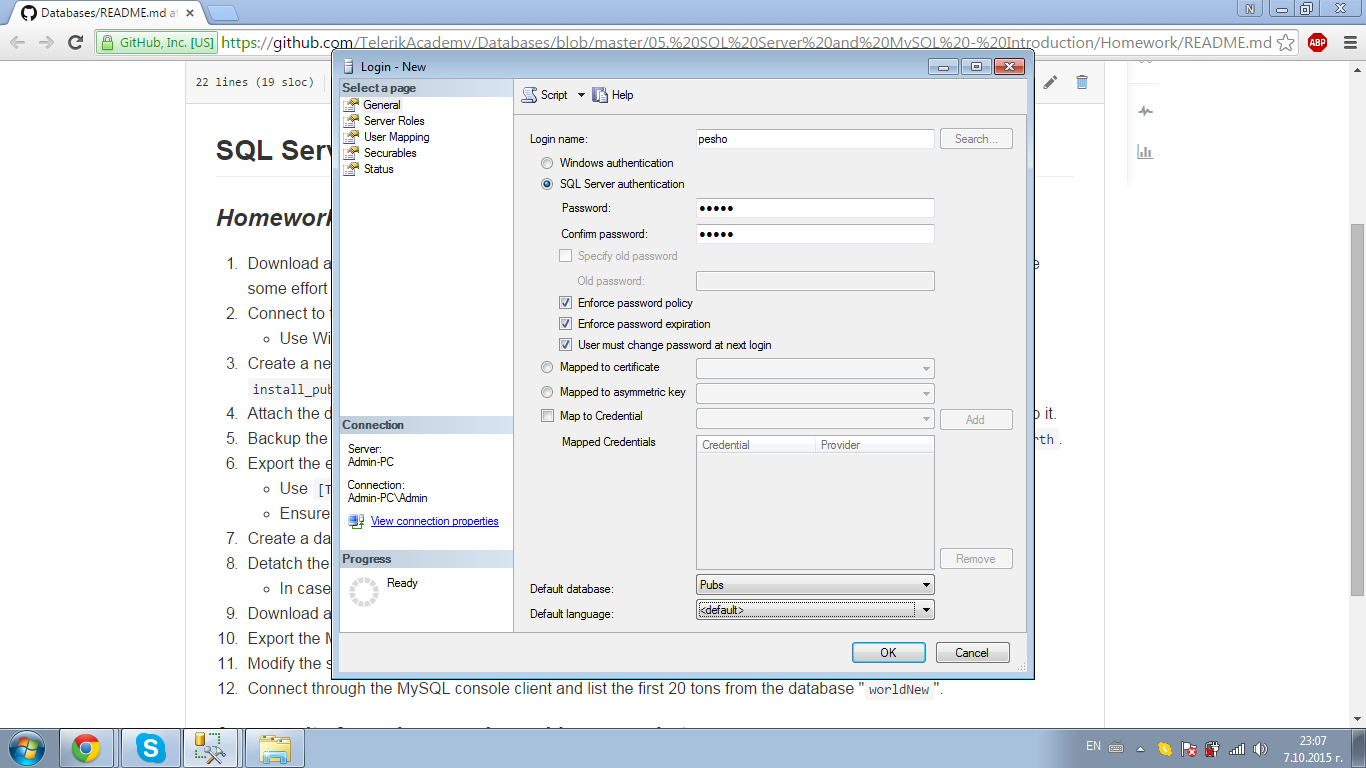 Databases/README.md at
N
GitHub, Inc. [US]
https://github.com/TelerikAcademy/Databases/blob/master/05.%20SQL%20Server%20and%20MySQL%20-%20Introduction/Homework/README.md
ABP
22 lines (19 sloc)
SQL Serv
Homework
1. Download a
some effort
2. Connect to
Use Wi
3. Create a ne
install_pub
4. Attach the d
it.
5. Backup the
rth.
6. Export the e
Use [T
Ensure
7. Create a da
8. Detatch the
In case
9. Download a
10. Export the M
11. Modify the s
12. Connect through the MySQL console client and list the first 20 tons from the database "worldNew".
Login - New
Select a page
General
Server Roles
User Mapping
Securables
Status
Connection
Server:
Admin-PC
Connection:
Admin-PC\Admin
View connection properties
Progress
Ready
Script
Help
Login name:
pesho
Search...
Windows authentication
SQL Server authentication
Password:
●●●●●
Confirm password:
●●●●●
Specify old password
Old password:
Enforce password policy
Enforce password expiration
User must change password at next login
Mapped to certificate
Mapped to asymmetric key
Map to Credential
Add
Mapped Credentials
Credential
Provider
Remove
Default database:
Pubs
Default language:
<default>
OK
Cancel
EN
23:07
7.10.2015 г.